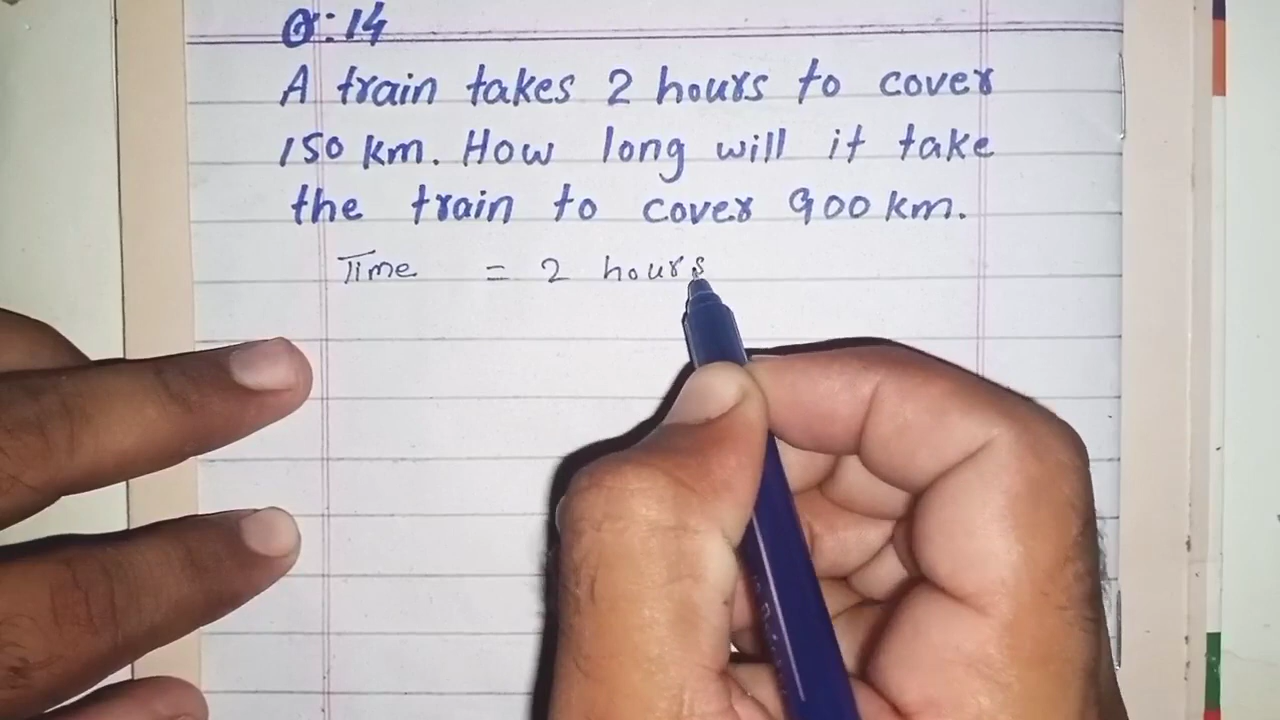 Q:14
A train takes 2 hours to cover
150 km. How long will it take
the train to cover 900 km.
Time = 2 hours